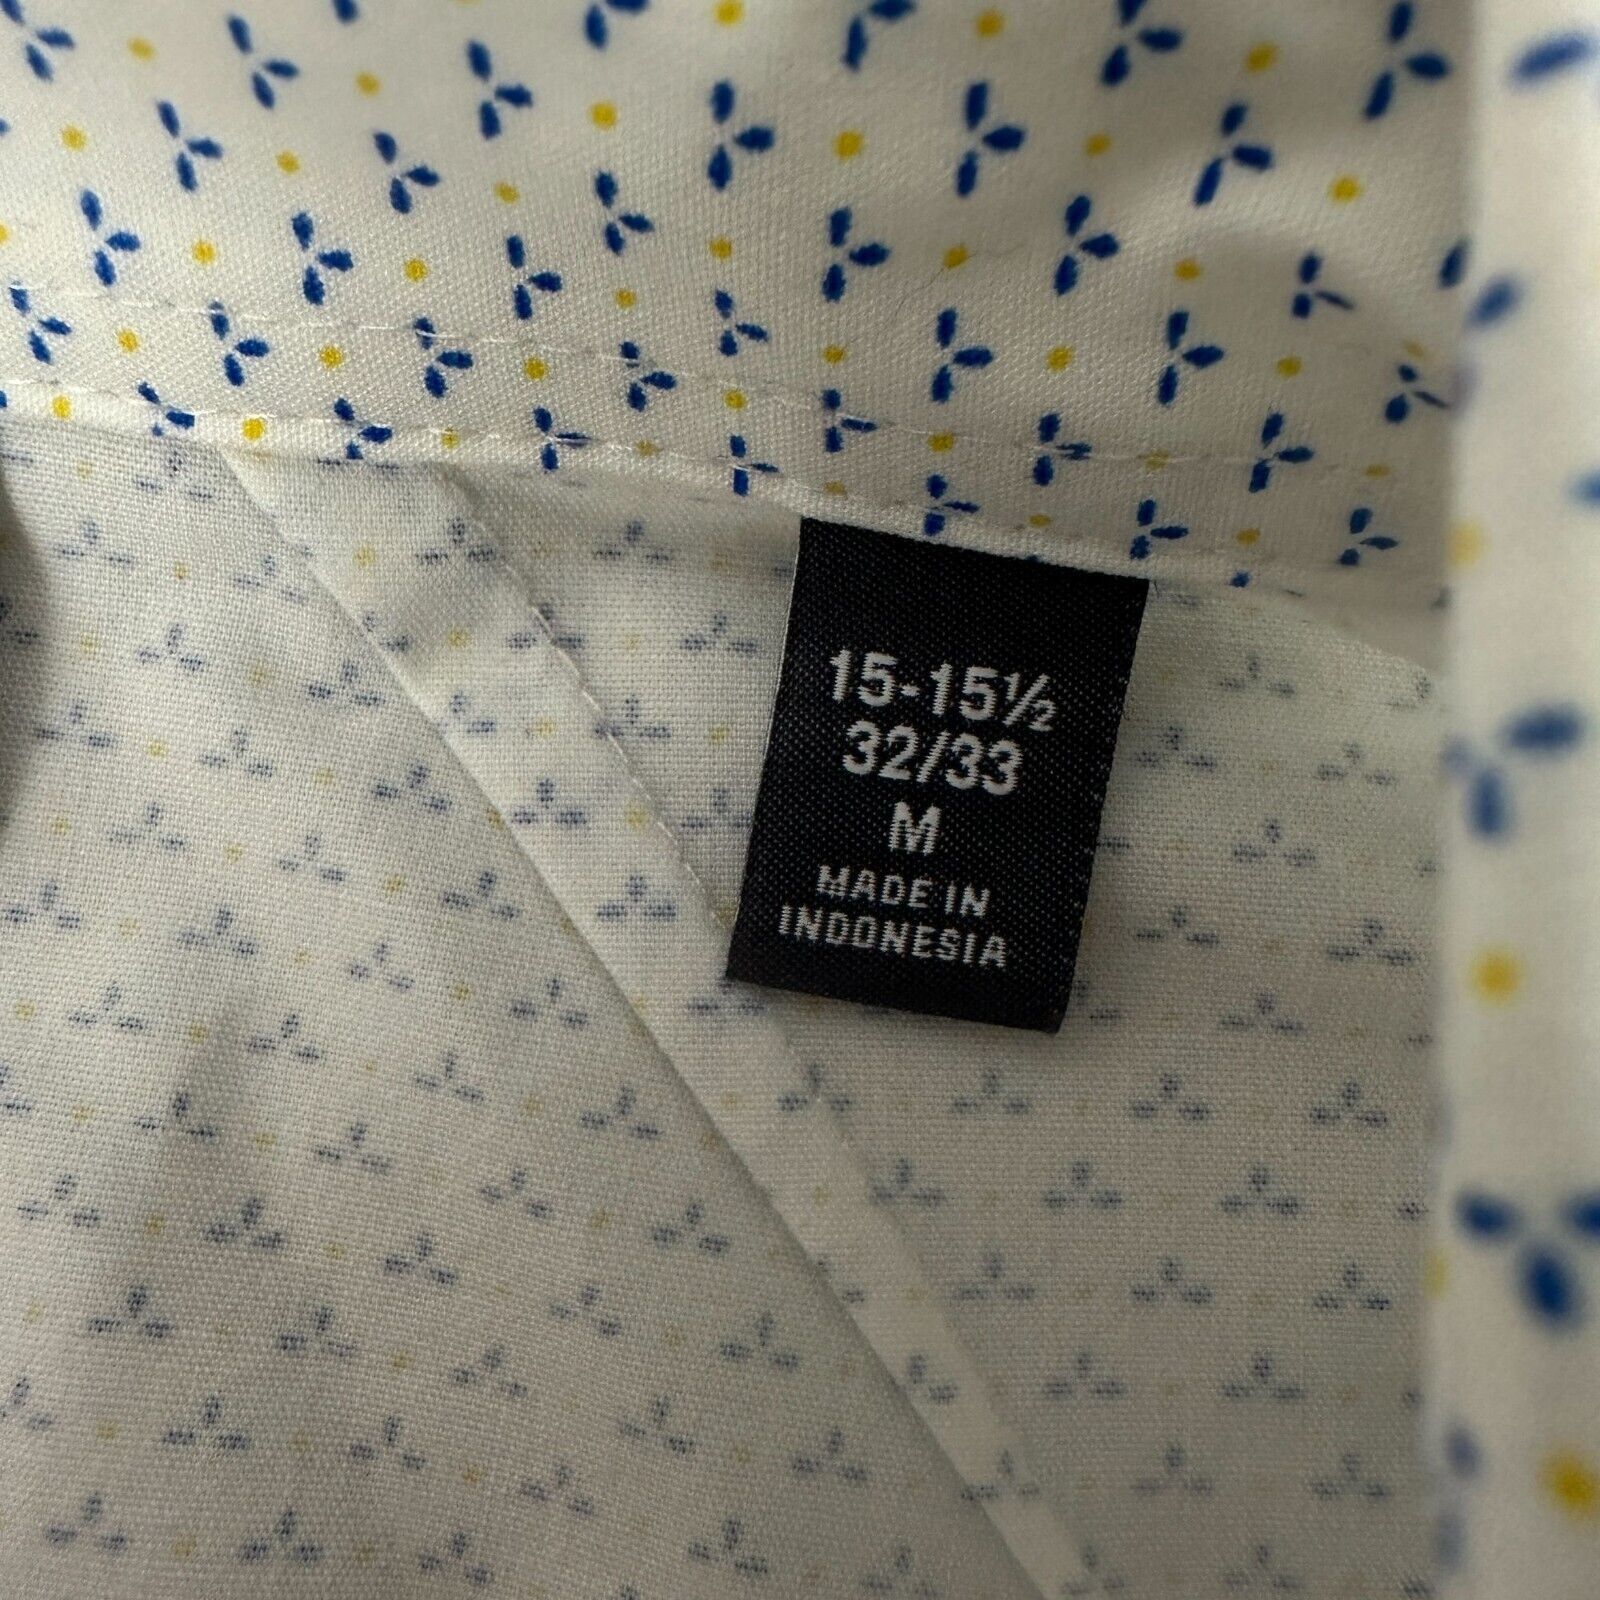 15-15½
32/33
M
MADE IN
INDONESIA